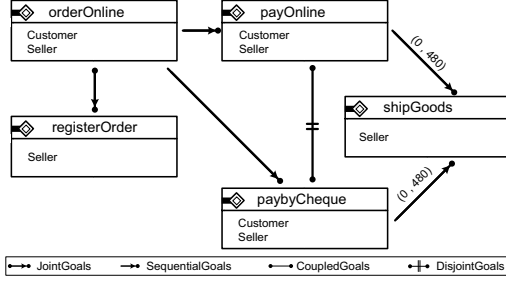 orderOnline
Customer
Seller
payOnline
Customer
Seller
(0 , 480)
shipGoods
Seller
registerOrder
Seller
paybyCheque
Customer
Seller
(0 , 480)
JointGoals
SequentialGoals
CoupledGoals
DisjointGoals